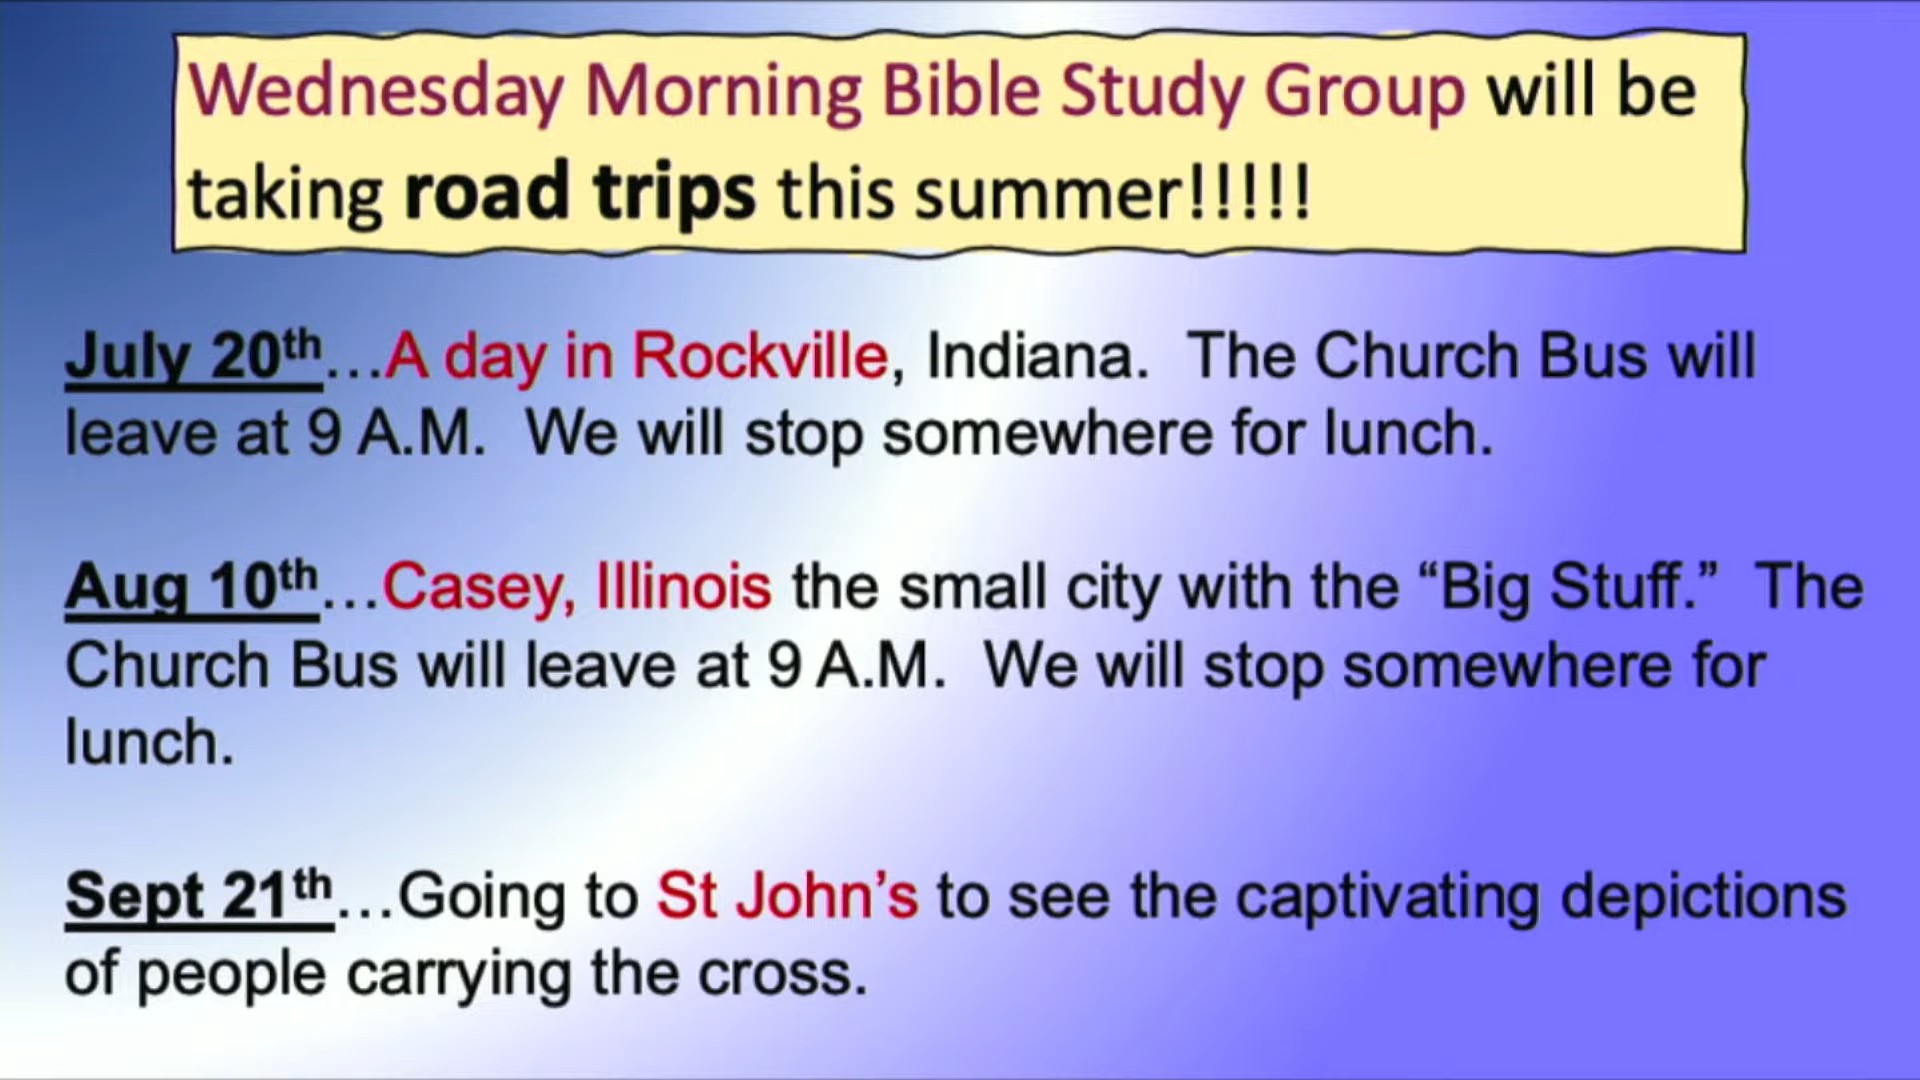 Wednesday Morning Bible Study Group will be
taking road trips this summer!!!!!
July 20th…A day in Rockville, Indiana.  The Church Bus will
leave at 9 A.M.  We will stop somewhere for lunch.
Aug 10th…Casey, Illinois the small city with the “Big Stuff.”  The
Church Bus will leave at 9 A.M.  We will stop somewhere for
lunch.
Sept 21th…Going to St John’s to see the captivating depictions
of people carrying the cross.